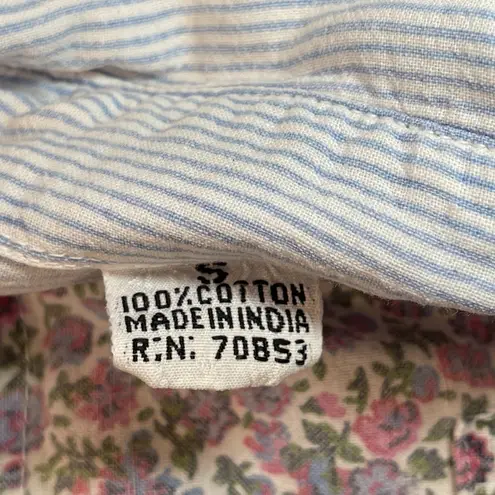 S
100% COTTON
MADE IN INDIA
R.N. 70853